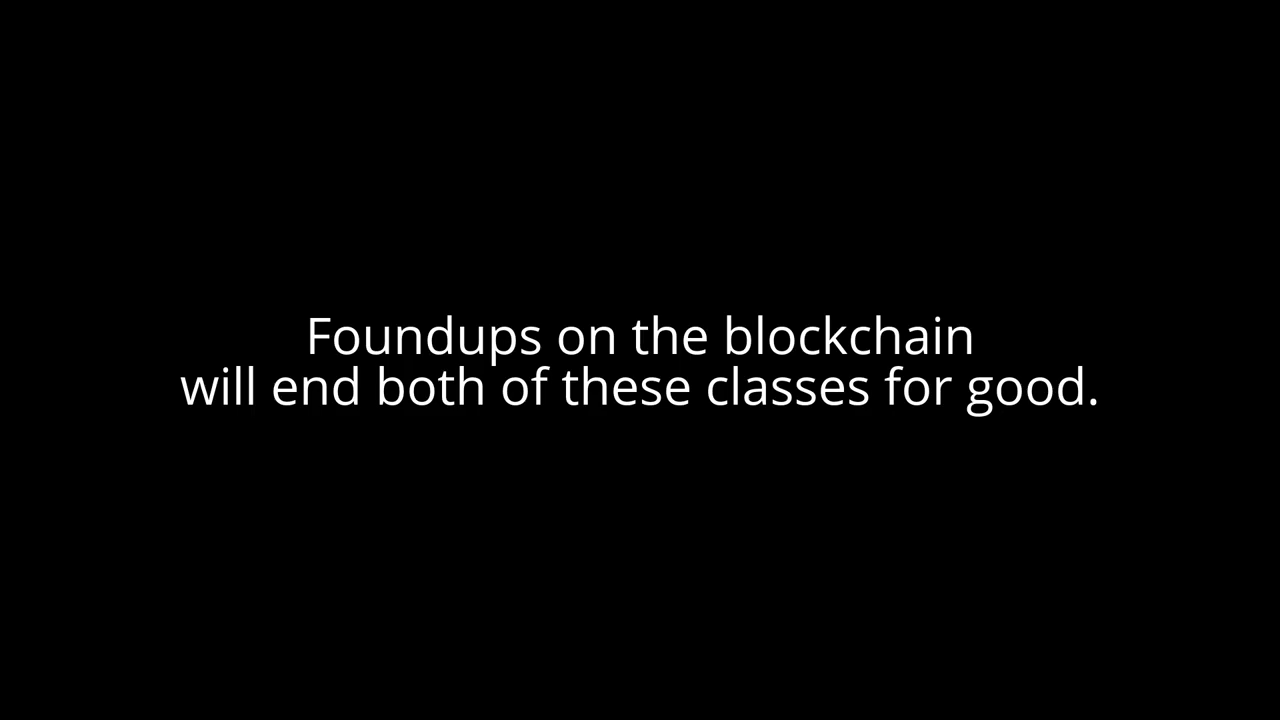 Foundups on the blockchain
will end both of these classes for good.